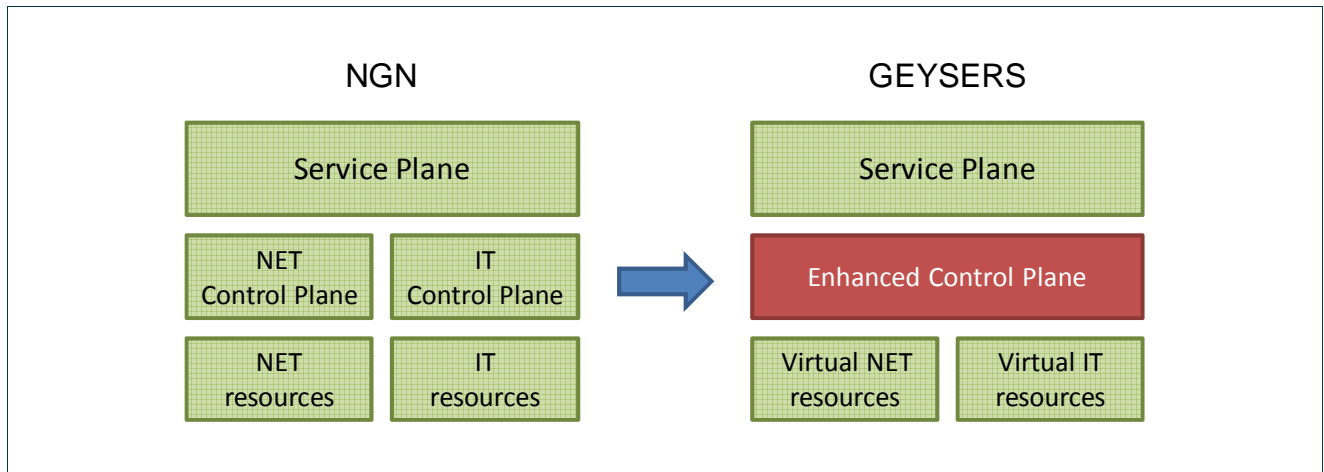 NGN
Service Plane
NET
Control Plane
IT
Control Plane
NET
resources
IT
resources
GEYSERS
Service Plane
Enhanced Control Plane
Virtual NET
resources
Virtual IT
resources